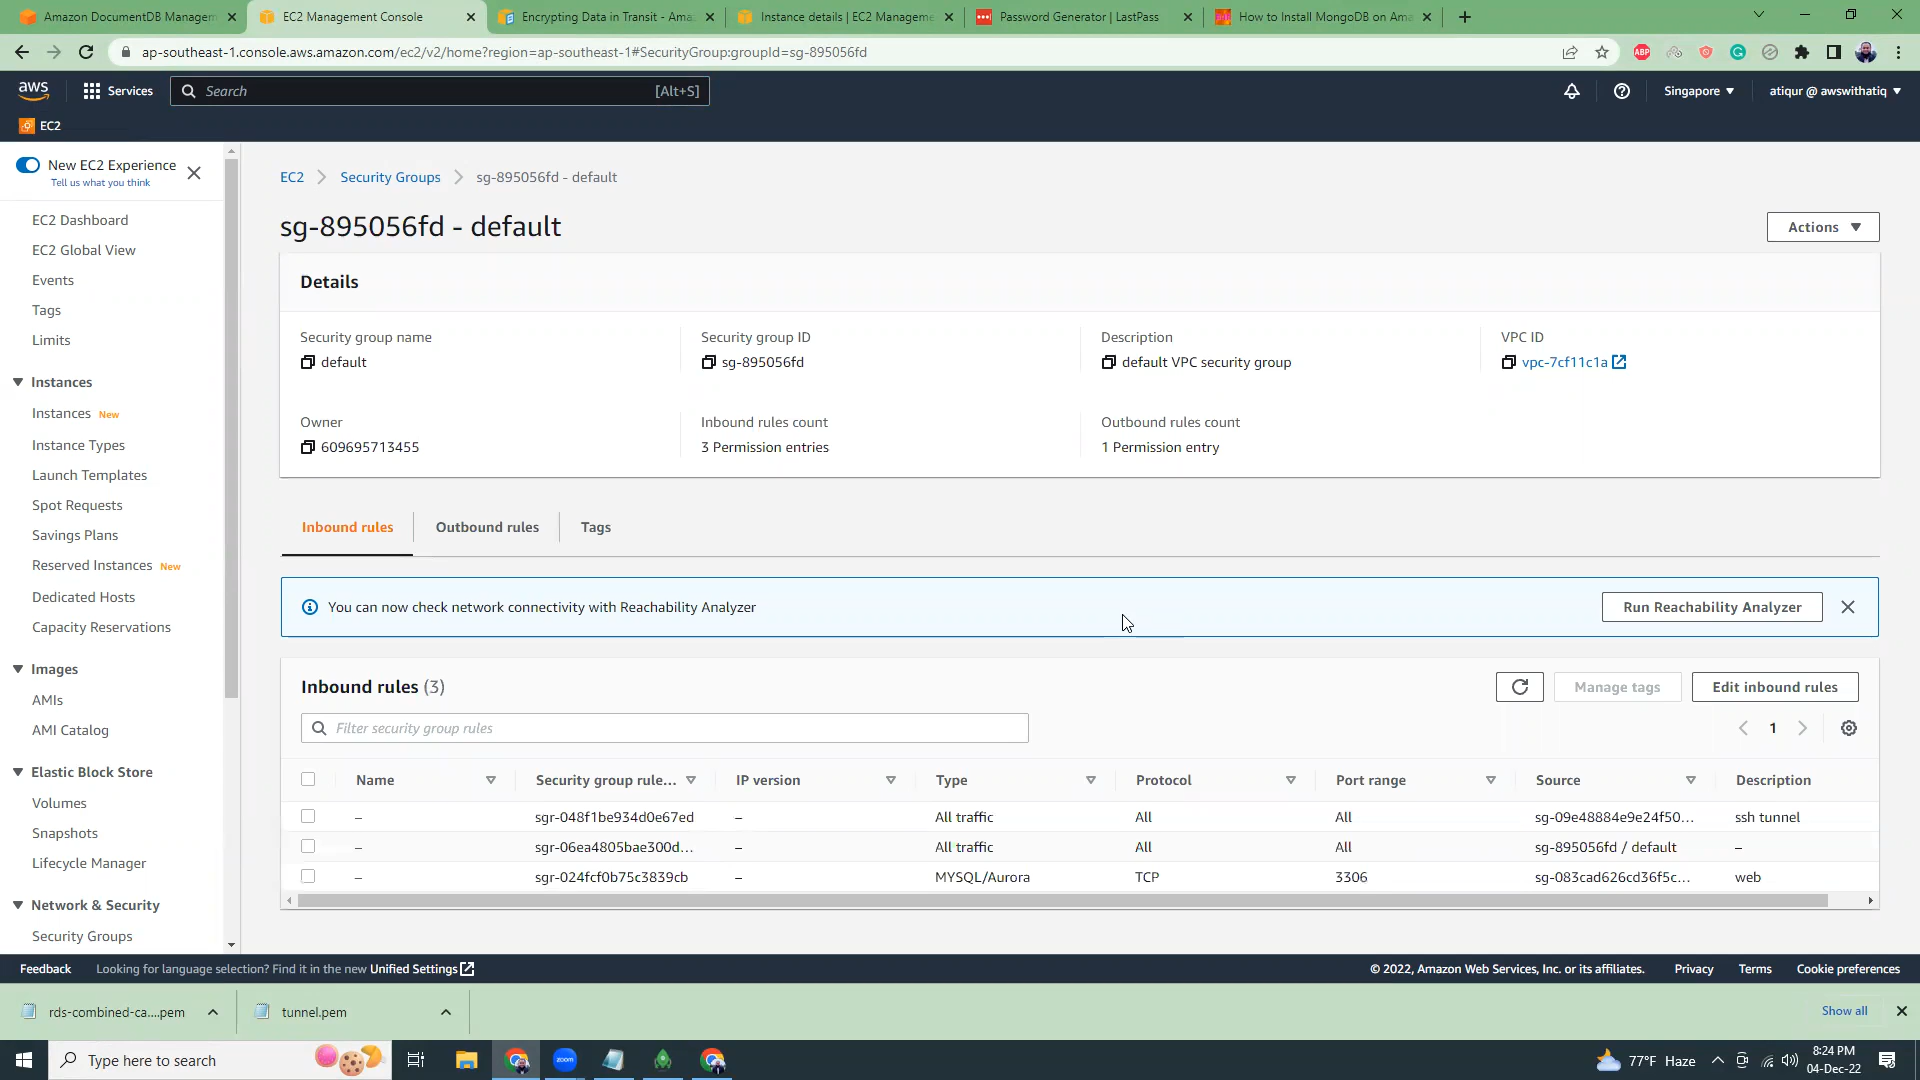 Amazon DocumentDB Managem
EC2 Management Console
Encrypting Data in Transit - Ama
Instance details | EC2 Manageme
Password Generator | LastPass
How to Install MongoDB on Ama
ap-southeast-1.console.aws.amazon.com/ec2/v2/home?region=ap-southeast-1#SecurityGroup:groupId=sg-895056fd
ABP
aws
Services
Search
[Alt+S]
Singapore
atiqur @ awswithatiq
EC2
New EC2 Experience
Tell us what you think
EC2 Dashboard
EC2 Global View
Events
Tags
Limits
Instances
Instances New
Instance Types
Launch Templates
Spot Requests
Savings Plans
Reserved Instances New
Dedicated Hosts
Capacity Reservations
Images
AMIs
AMI Catalog
Elastic Block Store
Volumes
Snapshots
Lifecycle Manager
Network & Security
Security Groups
EC2 > Security Groups > sg-895056fd - default
sg-895056fd - default
Actions
Details
Security group name
default
Security group ID
sg-895056fd
Description
default VPC security group
VPC ID
vpc-7cf11c1a
Owner
609695713455
Inbound rules count
3 Permission entries
Outbound rules count
1 Permission entry
Inbound rules
Outbound rules
Tags
You can now check network connectivity with Reachability Analyzer
Run Reachability Analyzer
Inbound rules (3)
Manage tags
Edit inbound rules
Filter security group rules
1
Name Security group rule... IP version Type Protocol Port range Source Description
– sgr-048f1be934d0e67ed – All traffic All All sg-09e48884e9e24f50... ssh tunnel
– sgr-06ea4805bae300d... – All traffic All All sg-895056fd / default –
– sgr-024fcf0b75c3839cb – MYSQL/Aurora TCP 3306 sg-083cad626cd36f5c... web
Feedback
Looking for language selection? Find it in the new Unified Settings
© 2022, Amazon Web Services, Inc. or its affiliates.
Privacy
Terms
Cookie preferences
rds-combined-ca....pem
tunnel.pem
Show all
Type here to search
zoom
77°F Haze
8:24 PM
04-Dec-22